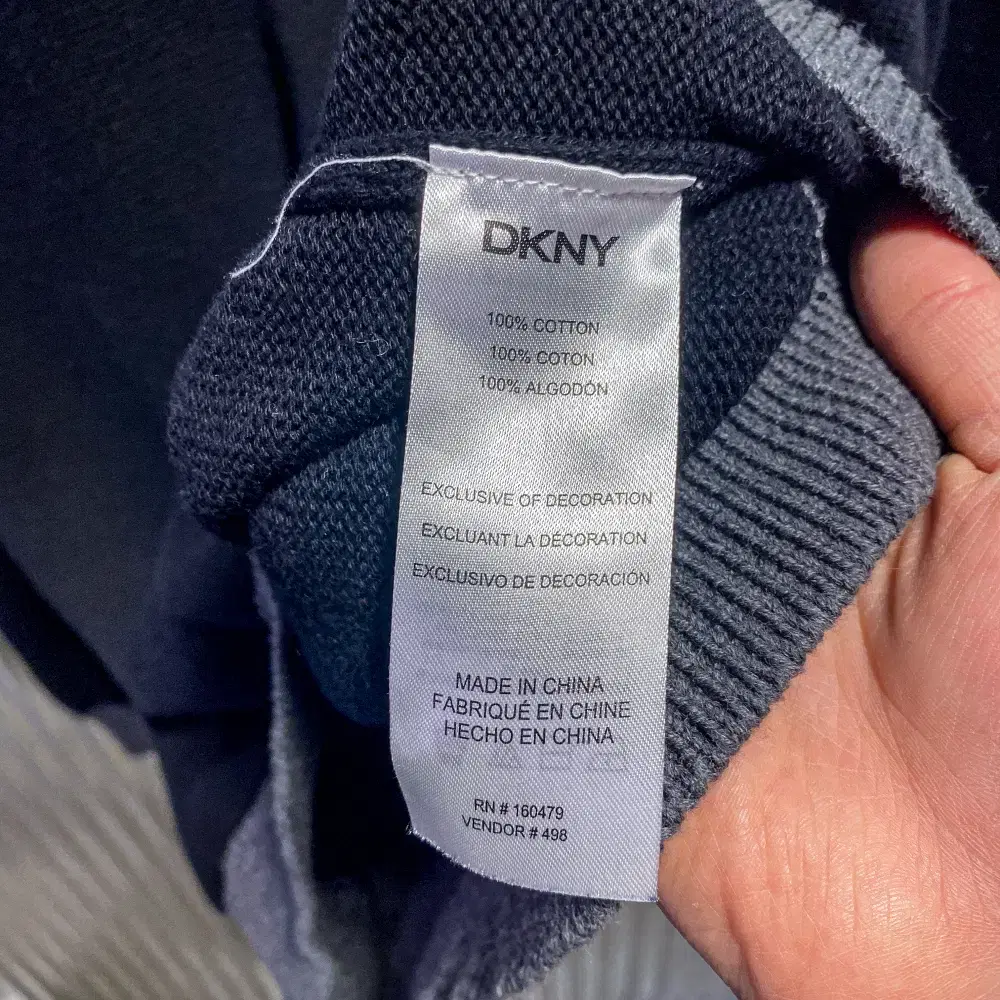 DKNY
100% COTTON
100% COTON
100% ALGODÓN
EXCLUSIVE OF DECORATION
EXCLUANT LA DÉCORATION
EXCLUSIVO DE DECORACIÓN
MADE IN CHINA
FABRIQUÉ EN CHINE
HECHO EN CHINA
RN # 160479
VENDOR # 498